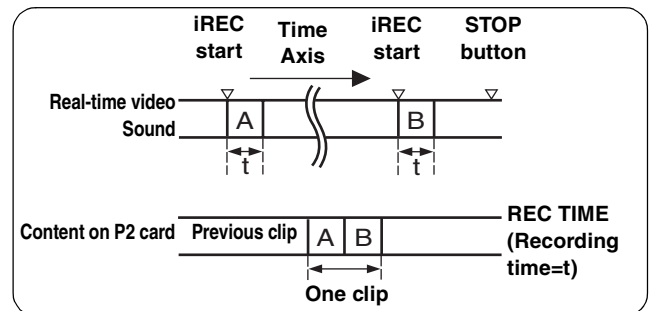 iREC start
Time Axis
iREC start
STOP button
Real-time video
Sound
A
B
t
t
Content on P2 card
Previous clip
A
B
REC TIME
(Recording
time=t)
One clip